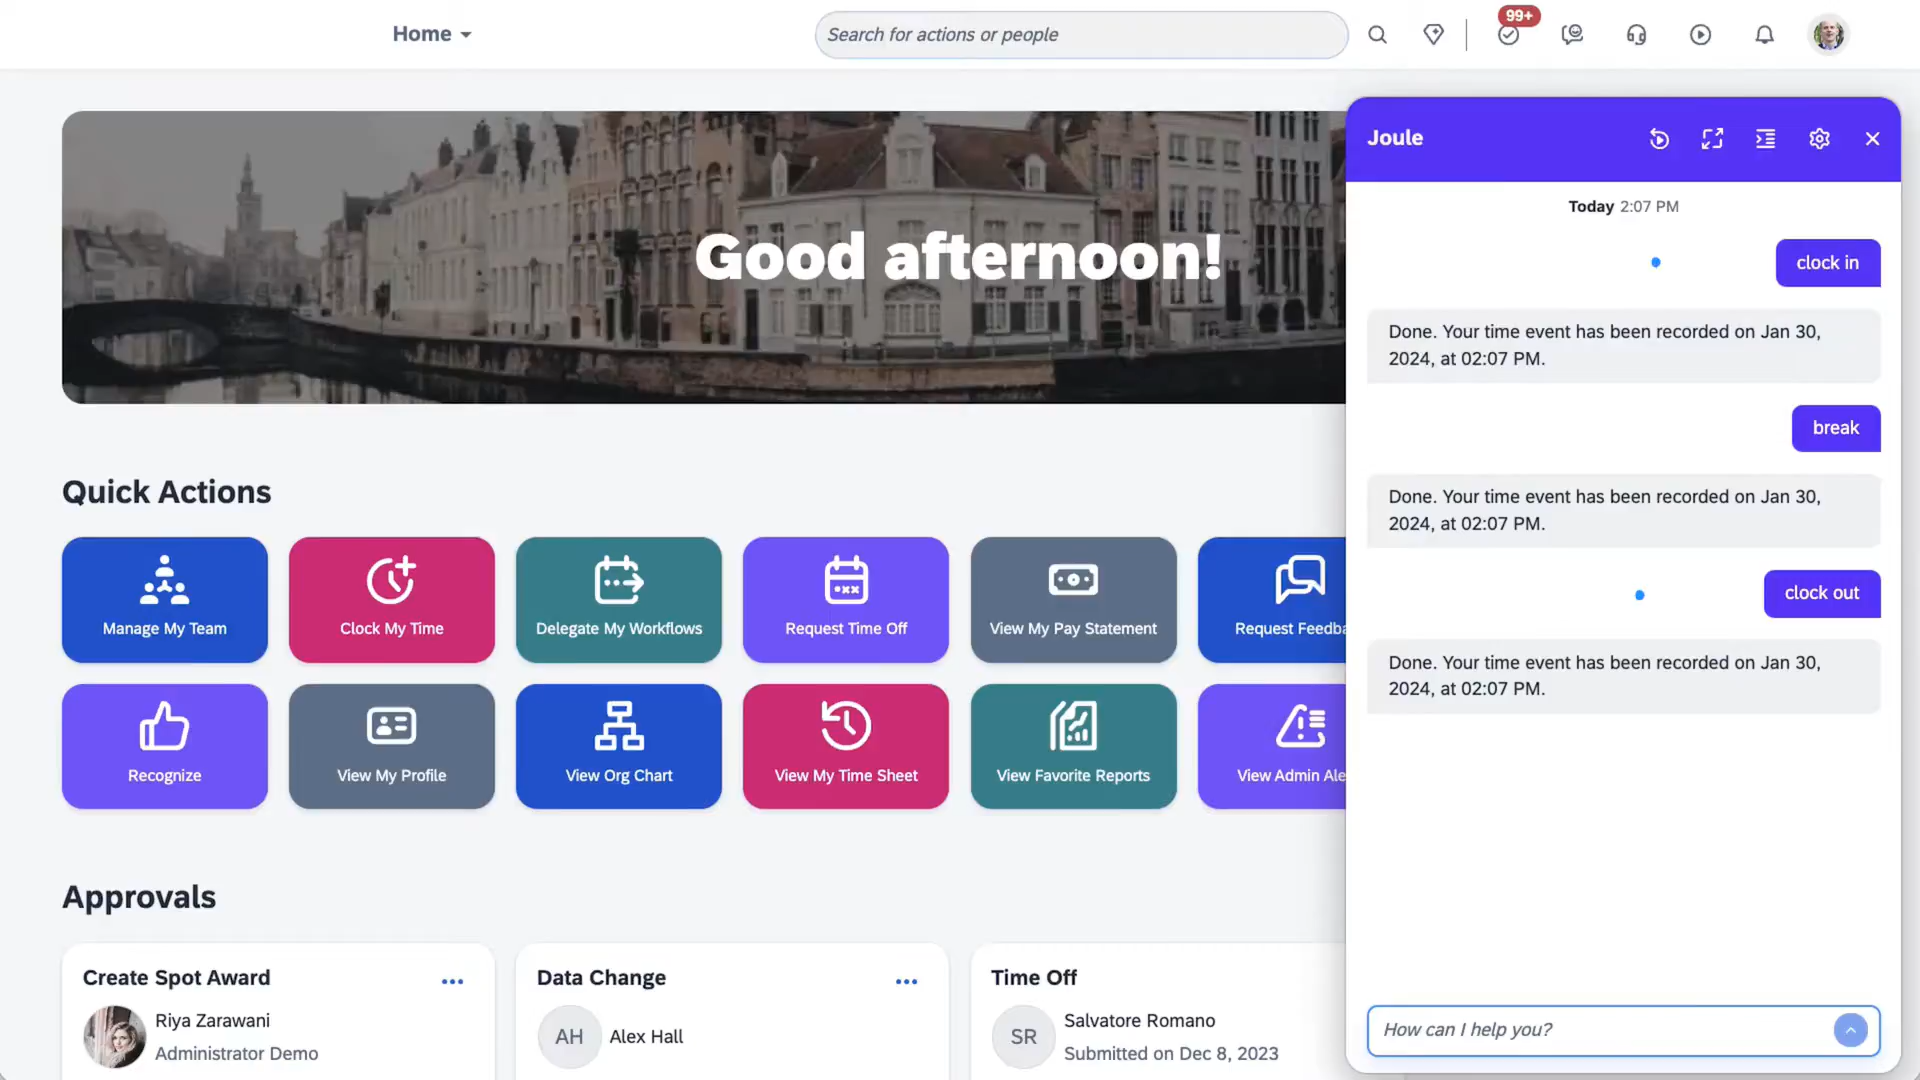 Home
Search for actions or people
99+
Good afternoon!
Quick Actions
Manage My Team
Clock My Time
Delegate My Workflows
Request Time Off
View My Pay Statement
Request Feedba
Recognize
View My Profile
View Org Chart
View My Time Sheet
View Favorite Reports
View Admin Ale
Approvals
Create Spot Award
Riya Zarawani
Administrator Demo
Data Change
AH
Alex Hall
Time Off
SR
Salvatore Romano
Submitted on Dec 8, 2023
Joule
Today 2:07 PM
clock in
Done. Your time event has been recorded on Jan 30,
2024, at 02:07 PM.
break
Done. Your time event has been recorded on Jan 30,
2024, at 02:07 PM.
clock out
Done. Your time event has been recorded on Jan 30,
2024, at 02:07 PM.
How can I help you?